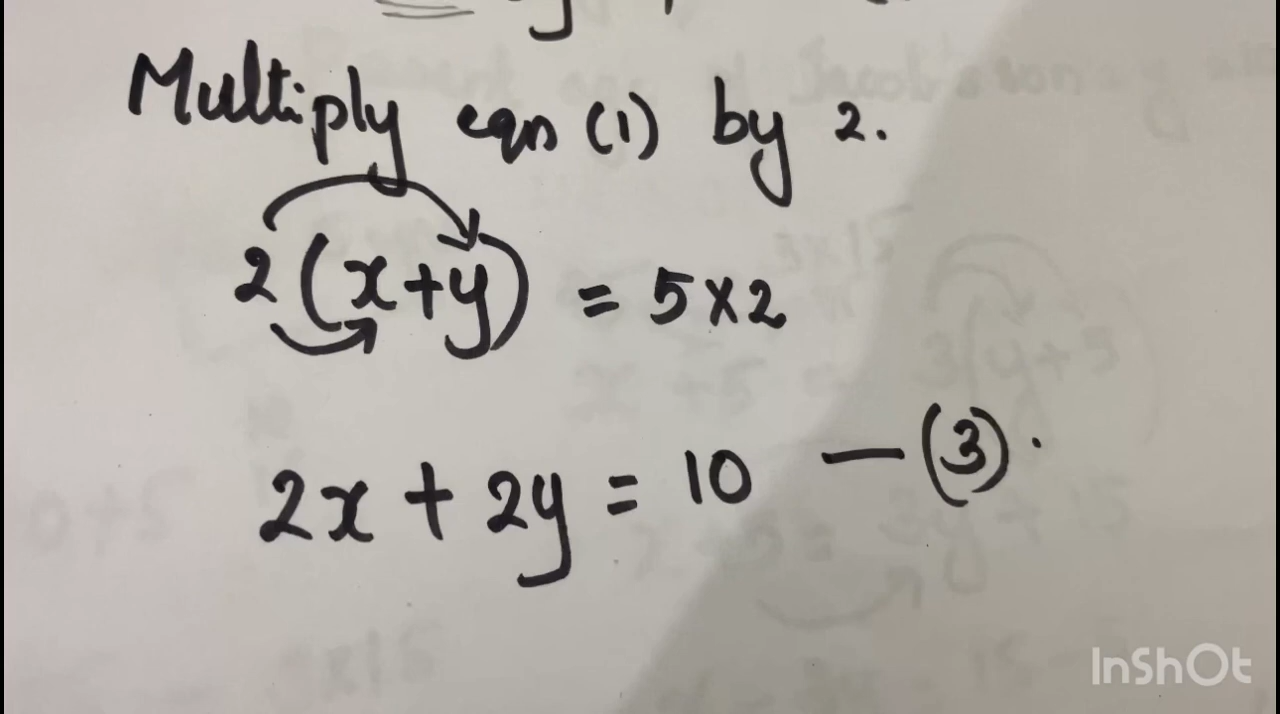 Multiply eqn (1) by 2.
2(x+y) = 5×2
2x + 2y = 10 — (3).
InShOt